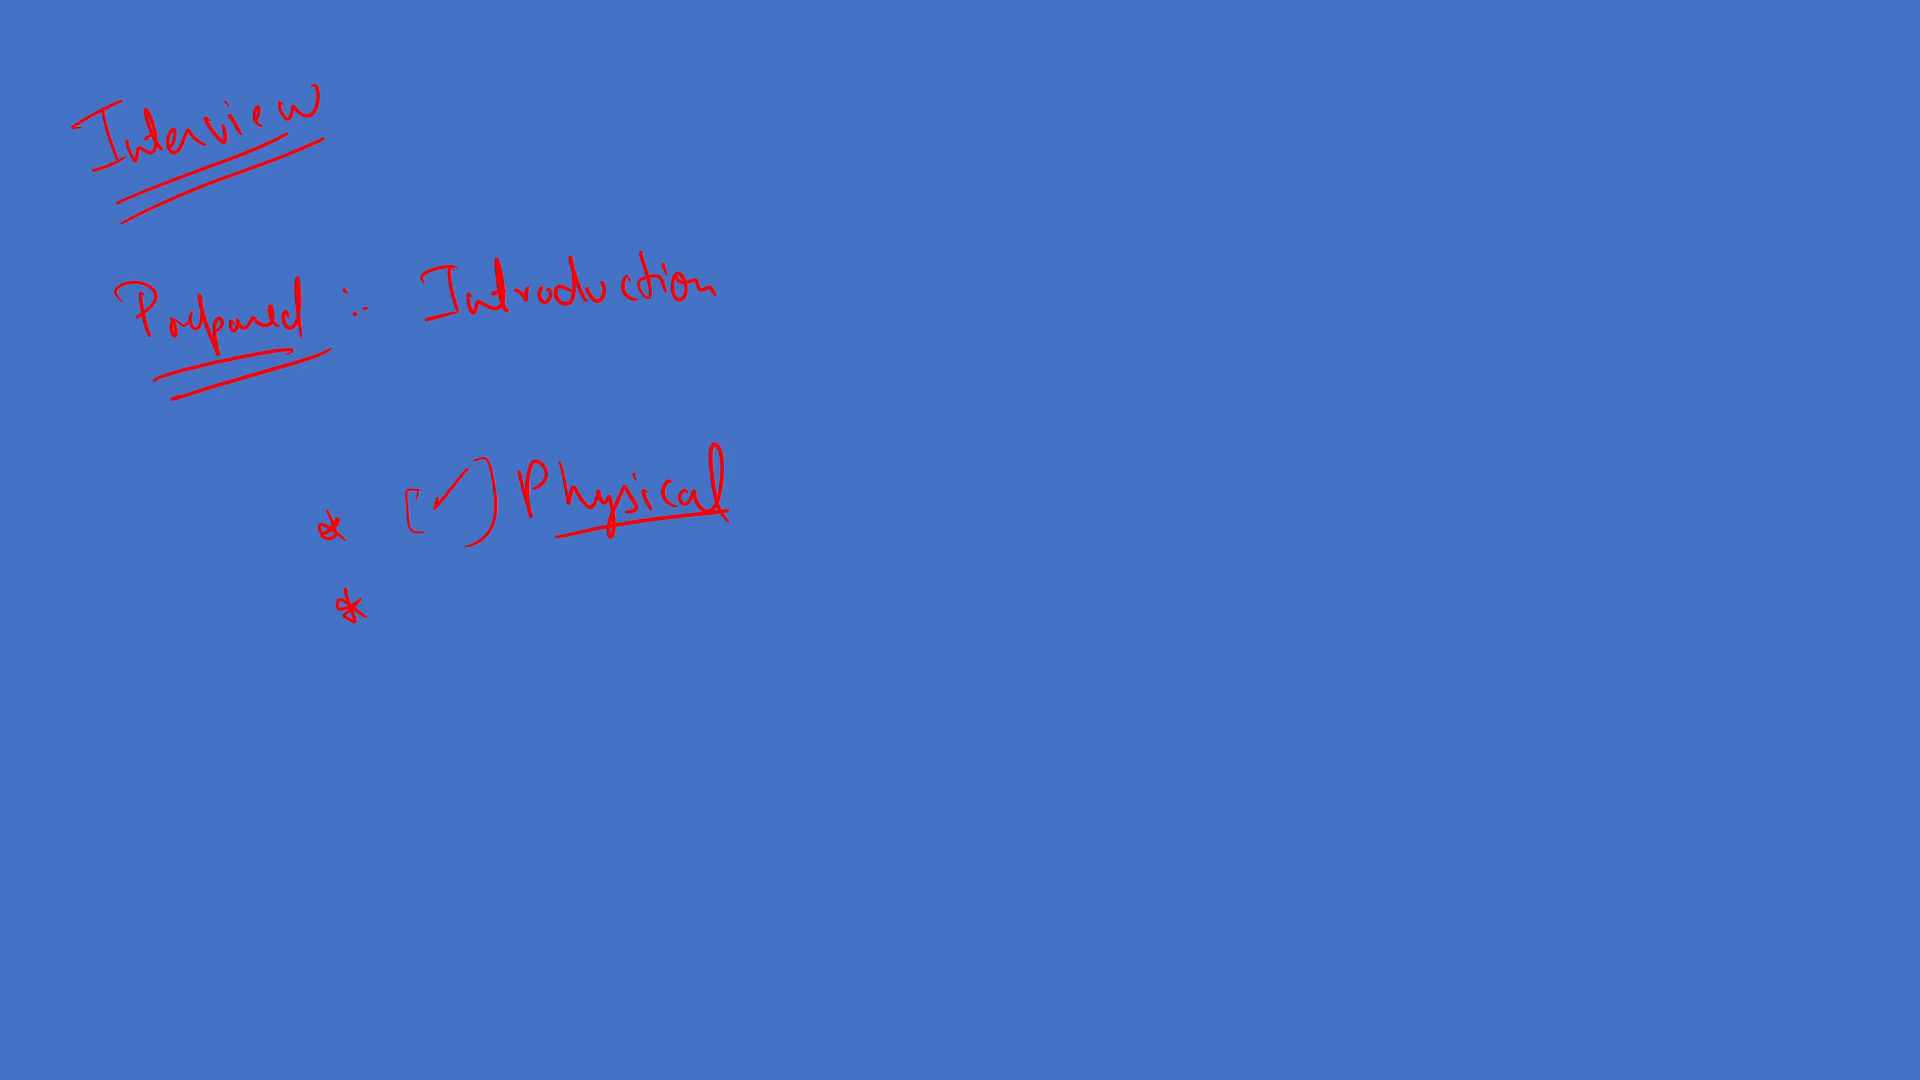 Interview
Prepared :- Introduction
* [✓] Physical
*